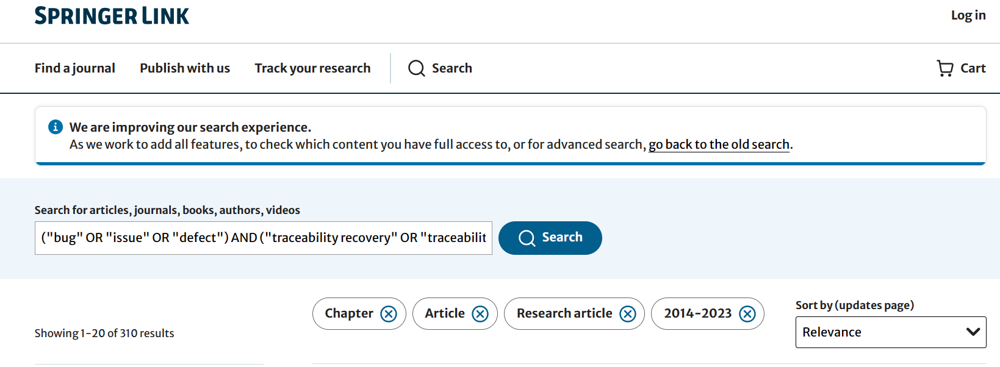 SPRINGER LINK
Log in
Find a journal
Publish with us
Track your research
Search
Cart
We are improving our search experience.
As we work to add all features, to check which content you have full access to, or for advanced search, go back to the old search.
Search for articles, journals, books, authors, videos
("bug" OR "issue" OR "defect") AND ("traceability recovery" OR "traceabilit
Search
Chapter
Article
Research article
2014-2023
Sort by (updates page)
Relevance
Showing 1-20 of 310 results